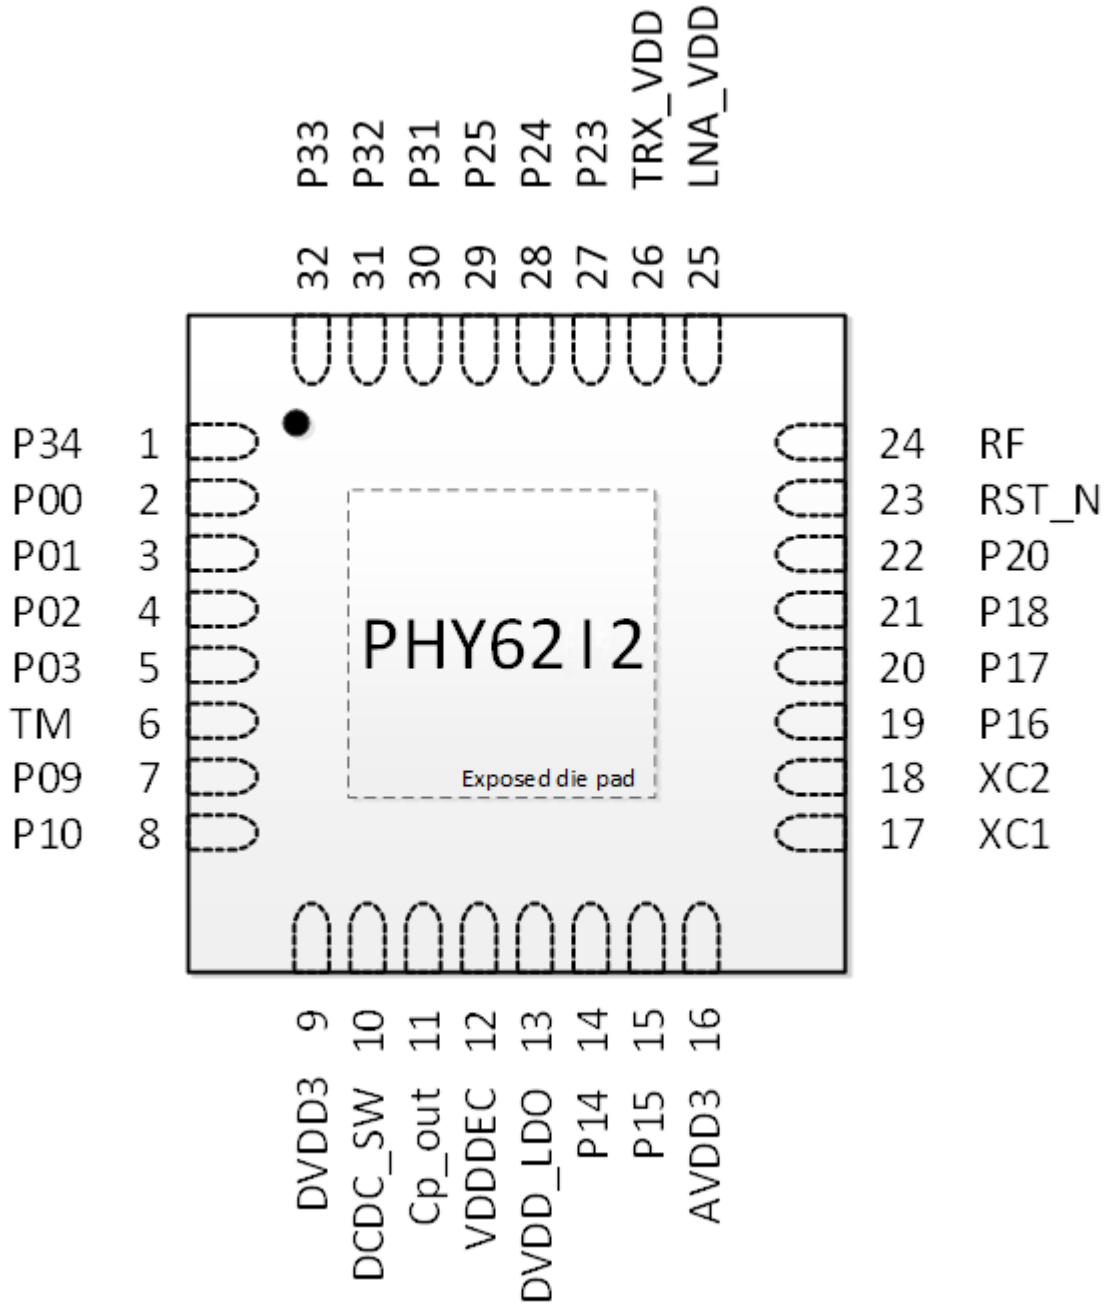 P33 P32 P31 P25 P24 P23 TRX_VDD LNA_VDD
32 31 30 29 28 27 26 25
P34 1 24 RF
P00 2 23 RST_N
P01 3 22 P20
P02 4 21 P18
P03 5 20 P17
TM 6 19 P16
P09 7 18 XC2
P10 8 17 XC1
PHY6212
Exposed die pad
9 10 11 12 13 14 15 16
DVDD3 DCDC_SW Cp_out VDDDEC DVDD_LDO P14 P15 AVDD3